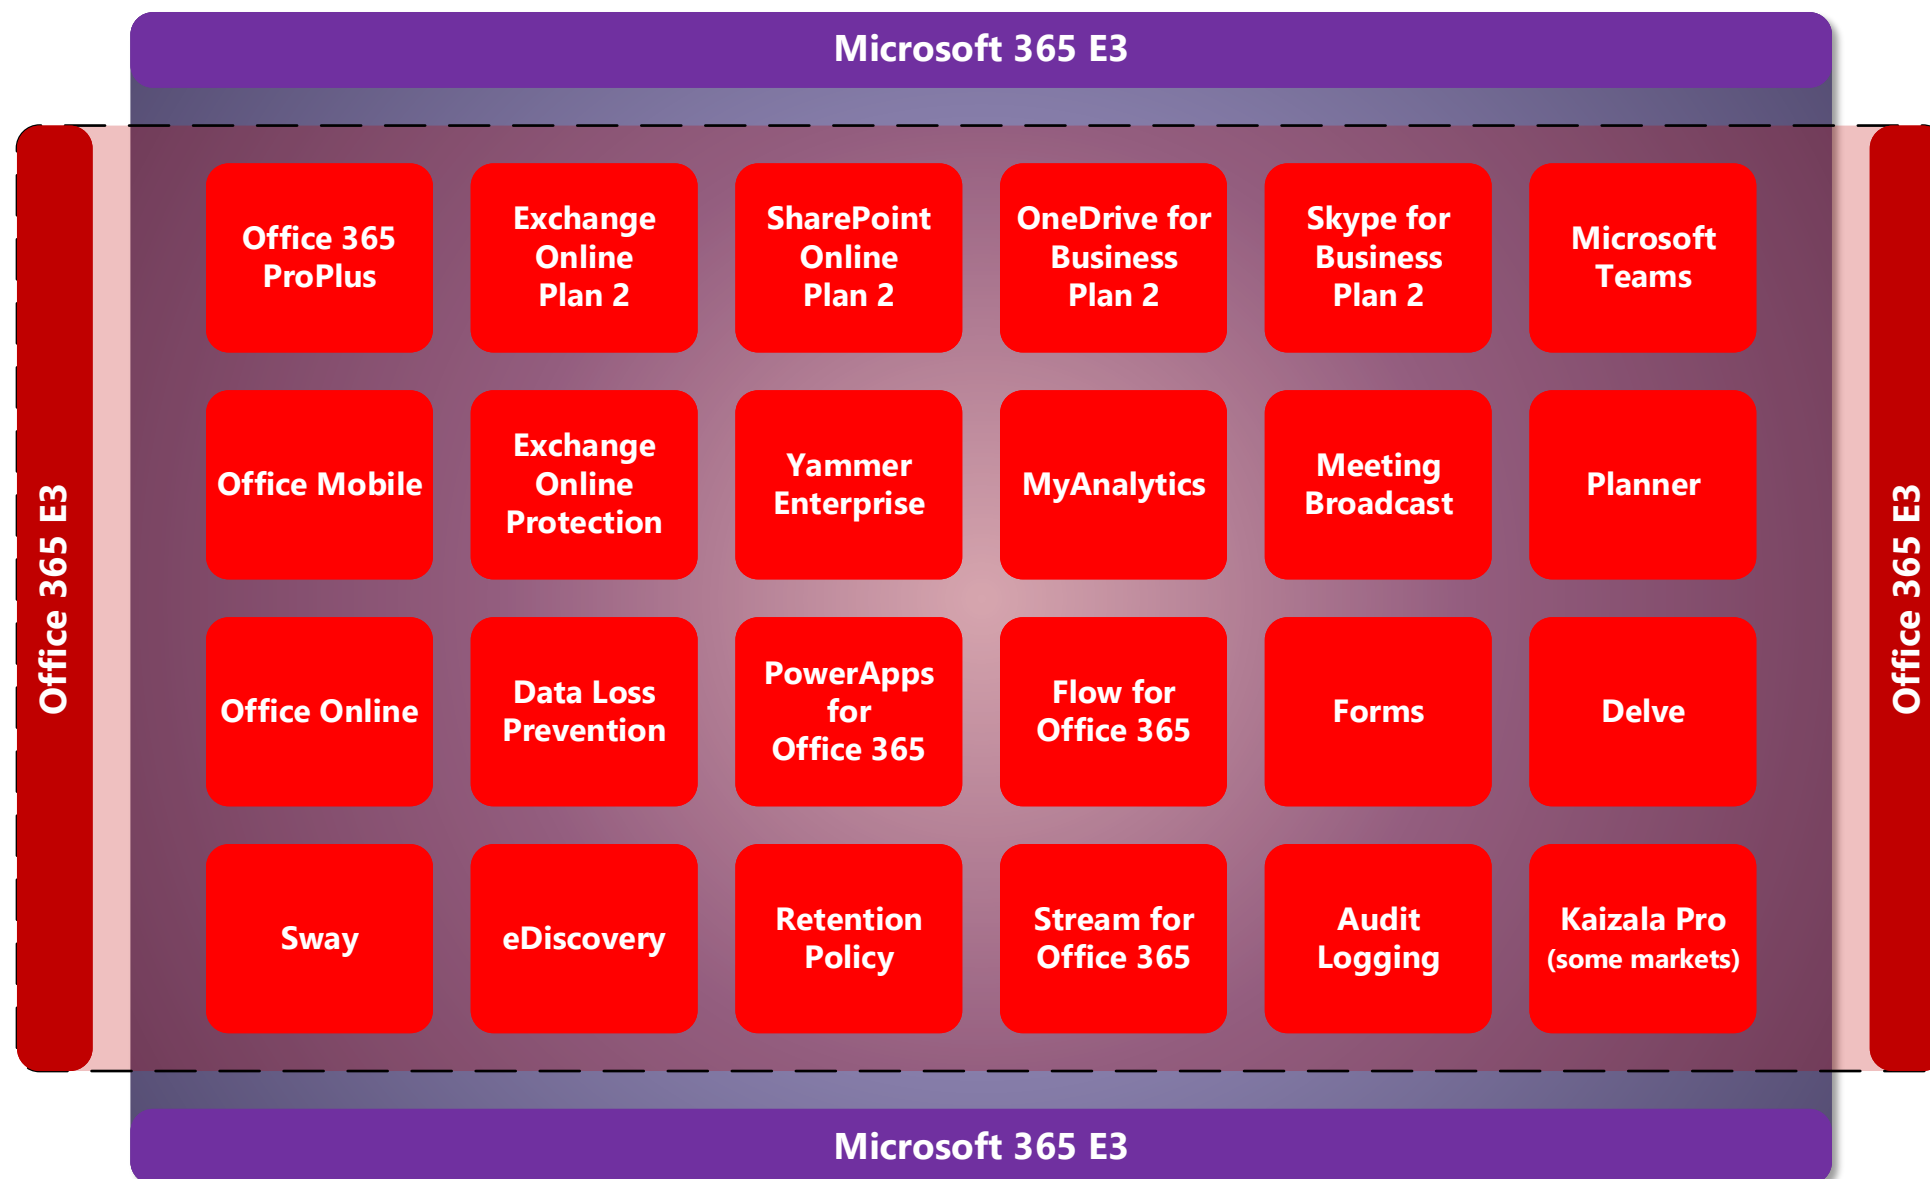 Microsoft 365 E3
Office 365 E3
Office 365
ProPlus
Exchange
Online
Plan 2
SharePoint
Online
Plan 2
OneDrive for
Business
Plan 2
Skype for
Business
Plan 2
Microsoft
Teams
Office Mobile
Exchange
Online
Protection
Yammer
Enterprise
MyAnalytics
Meeting
Broadcast
Planner
Office Online
Data Loss
Prevention
PowerApps
for
Office 365
Flow for
Office 365
Forms
Delve
Sway
eDiscovery
Retention
Policy
Stream for
Office 365
Audit
Logging
Kaizala Pro
(some markets)
Office 365 E3
Microsoft 365 E3